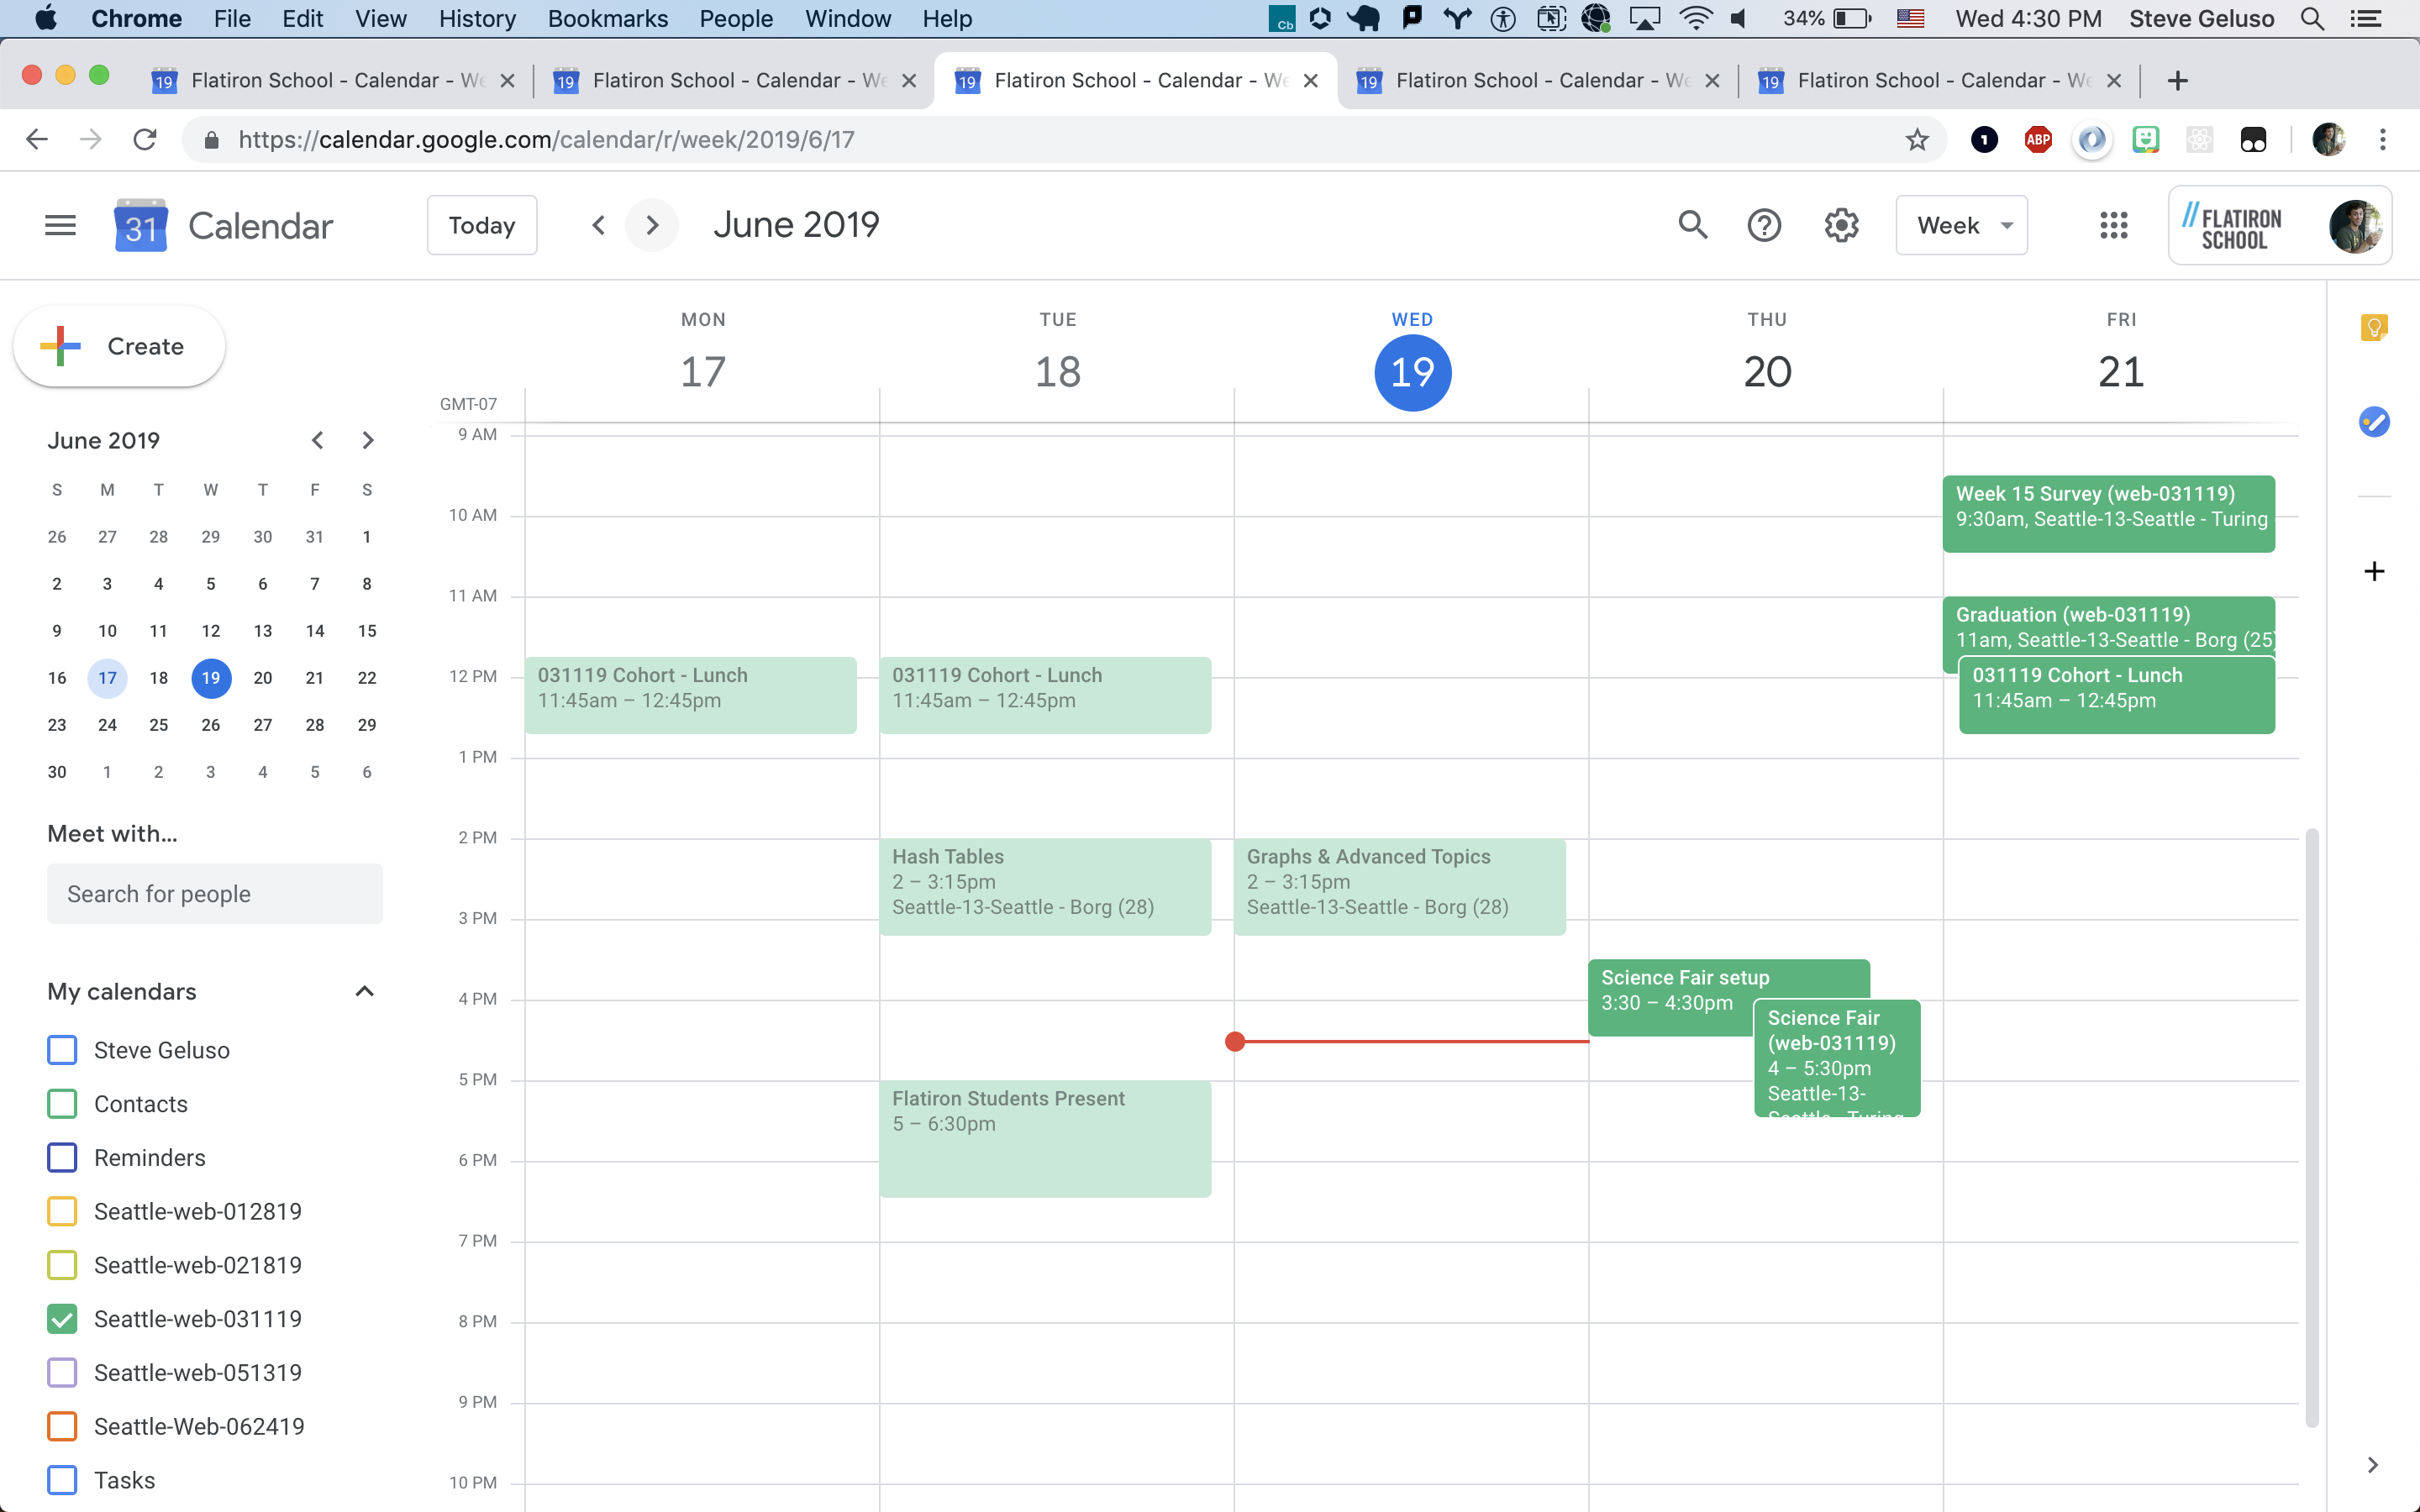 Chrome File Edit View History Bookmarks People Window Help Cb 34% Wed 4:30 PM Steve Geluso
19 Flatiron School - Calendar - We 19 Flatiron School - Calendar - We 19 Flatiron School - Calendar - We 19 Flatiron School - Calendar - We 19 Flatiron School - Calendar - We
https://calendar.google.com/calendar/r/week/2019/6/17 1 ABP
31 Calendar Today June 2019 Week FLATIRON SCHOOL
Create
MON TUE WED THU FRI
17 18 19 20 21
GMT-07
June 2019
S M T W T F S
26 27 28 29 30 31 1
2 3 4 5 6 7 8
9 10 11 12 13 14 15
16 17 18 19 20 21 22
23 24 25 26 27 28 29
30 1 2 3 4 5 6
Meet with...
Search for people
My calendars
Steve Geluso
Contacts
Reminders
Seattle-web-012819
Seattle-web-021819
Seattle-web-031119
Seattle-web-051319
Seattle-Web-062419
Tasks
9 AM
10 AM
11 AM
12 PM
1 PM
2 PM
3 PM
4 PM
5 PM
6 PM
7 PM
8 PM
9 PM
10 PM
031119 Cohort - Lunch
11:45am – 12:45pm
031119 Cohort - Lunch
11:45am – 12:45pm
Hash Tables
2 – 3:15pm
Seattle-13-Seattle - Borg (28)
Flatiron Students Present
5 – 6:30pm
Graphs & Advanced Topics
2 – 3:15pm
Seattle-13-Seattle - Borg (28)
Science Fair setup
3:30 – 4:30pm
Science Fair
(web-031119)
4 – 5:30pm
Seattle-13-
Seattle - Turing
Week 15 Survey (web-031119)
9:30am, Seattle-13-Seattle - Turing
Graduation (web-031119)
11am, Seattle-13-Seattle - Borg (25)
031119 Cohort - Lunch
11:45am – 12:45pm